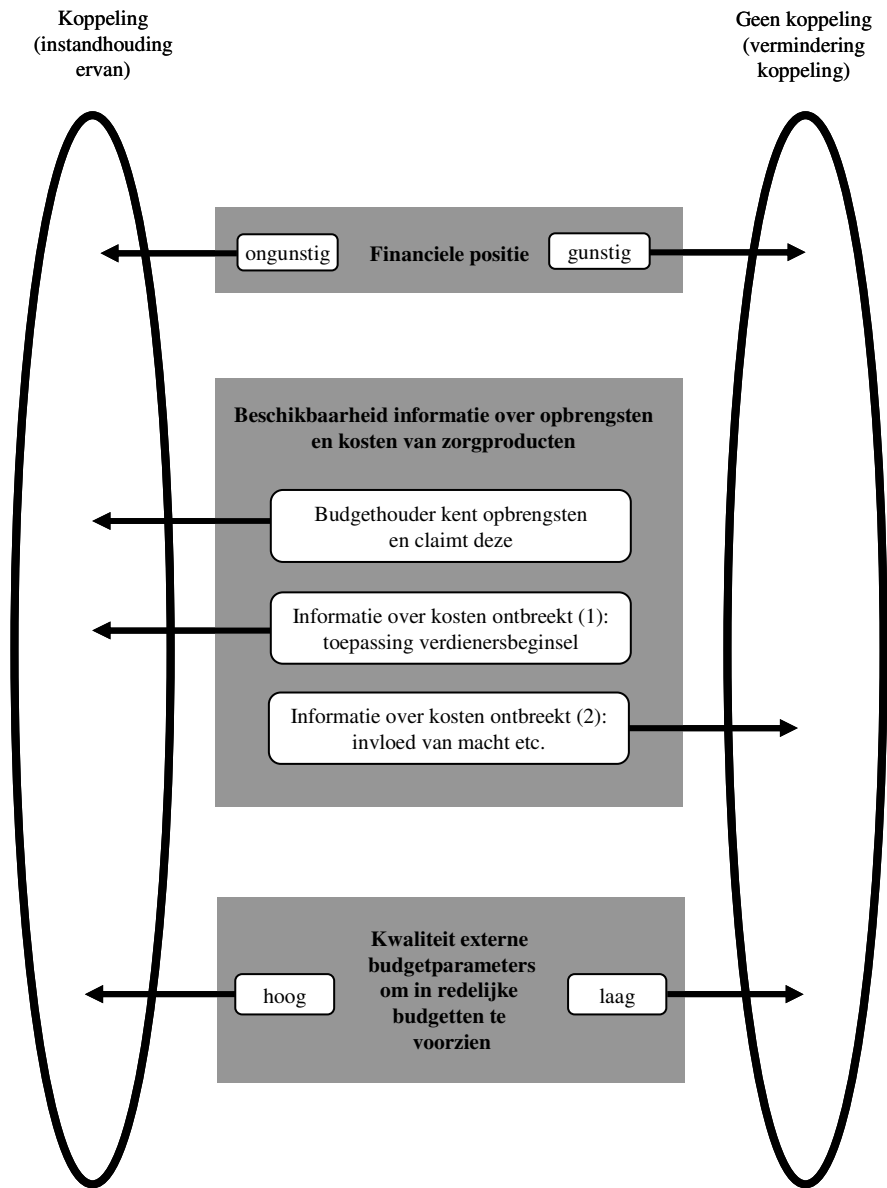 Koppeling
(instandhouding
ervan)
Geen koppeling
(vermindering
koppeling)
ongunstig
Financiele positie
gunstig
Beschikbaarheid informatie over opbrengsten
en kosten van zorgproducten
Budgethouder kent opbrengsten
en claimt deze
Informatie over kosten ontbreekt (1):
toepassing verdienersbeginsel
Informatie over kosten ontbreekt (2):
invloed van macht etc.
Kwaliteit externe
budgetparameters
om in redelijke
budgetten te
voorzien
hoog
laag